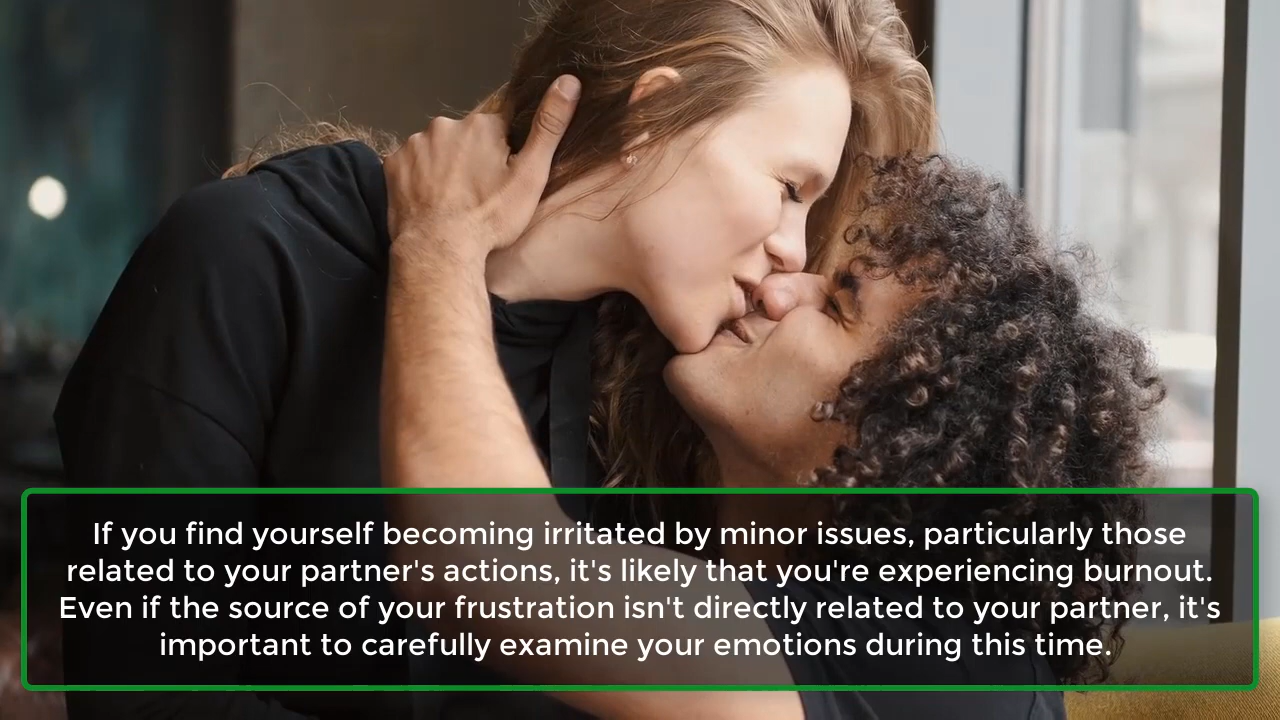 If you find yourself becoming irritated by minor issues, particularly those
related to your partner's actions, it's likely that you're experiencing burnout.
Even if the source of your frustration isn't directly related to your partner, it's
important to carefully examine your emotions during this time.